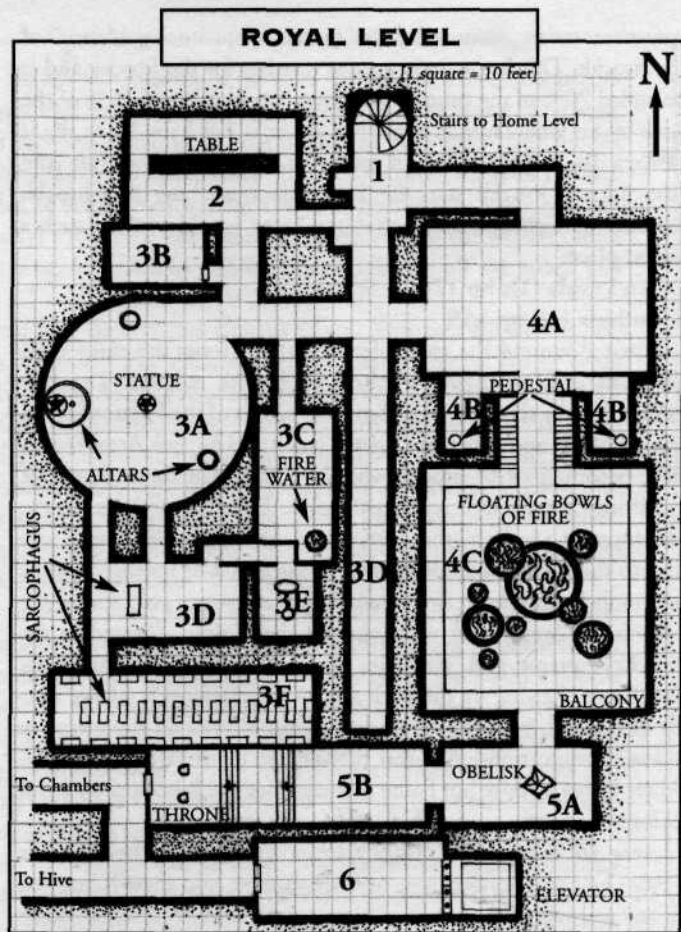 ROYAL LEVEL
[1 square = 10 feet]
N
Stairs to Home Level
TABLE
1
2
3B
4A
STATUE
PEDESTAL
4B
4B
3A
3C
ALTARS
FIRE
WATER
FLOATING BOWLS
OF FIRE
SARCOPHAGUS
4C
3D
3D
3E
3F
BALCONY
To Chambers
OBELISK
5B
THRONE
5A
To Hive
6
ELEVATOR